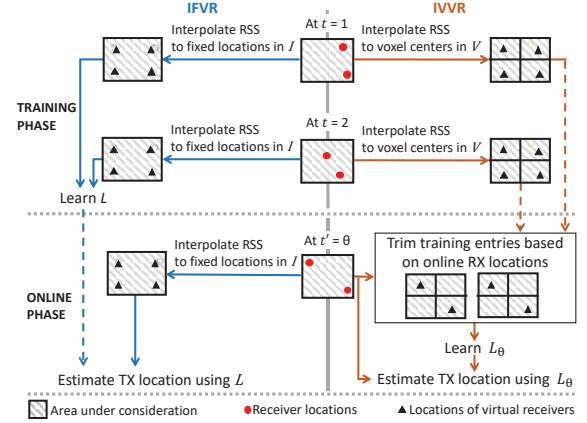 IFVR
IVVR
Interpolate RSS
to fixed locations in I
At t = 1
Interpolate RSS
to voxel centers in V
TRAINING
PHASE
Interpolate RSS
to fixed locations in I
At t = 2
Interpolate RSS
to voxel centers in V
Learn L
Interpolate RSS
to fixed locations in I
At t' = θ
Trim training entries based
on online RX locations
ONLINE
PHASE
Learn Lθ
Estimate TX location using L
Estimate TX location using Lθ
Area under consideration
Receiver locations
Locations of virtual receivers